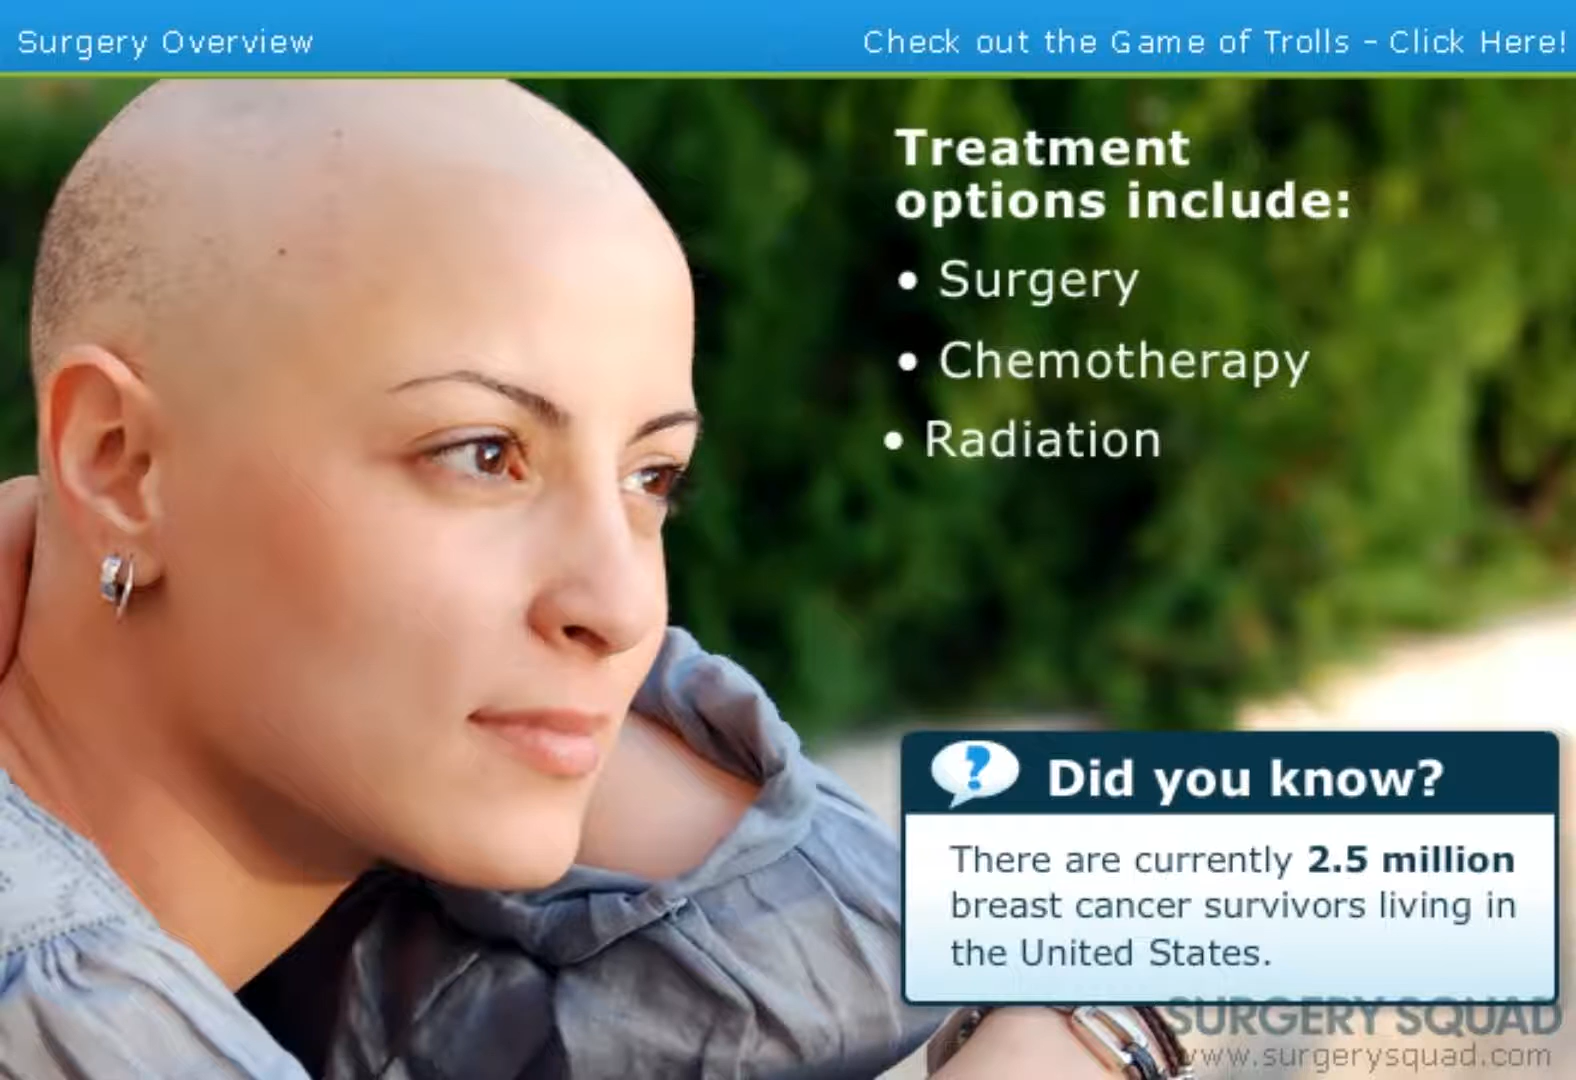 Surgery Overview
Check out the Game of Trolls – Click Here!
Treatment
options include:
• Surgery
• Chemotherapy
• Radiation
? Did you know?
There are currently 2.5 million
breast cancer survivors living in
the United States.
SURGERY SQUAD
www.surgerysquad.com